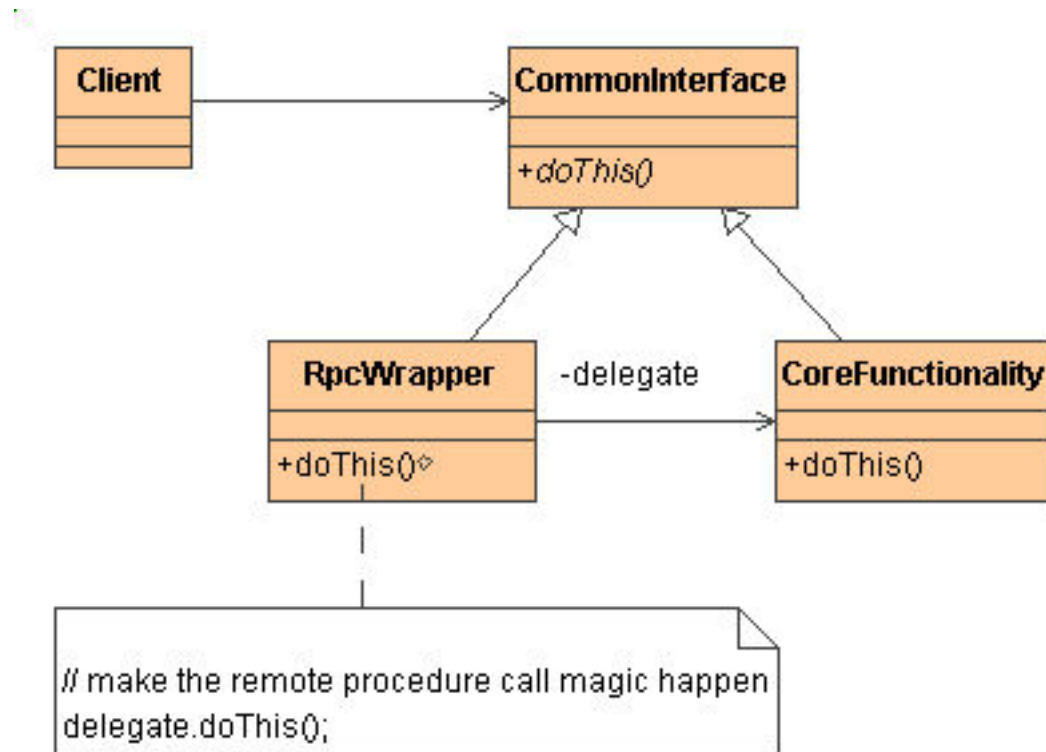 Client
CommonInterface
+doThis()
RpcWrapper
-delegate
CoreFunctionality
+doThis()
+doThis()
// make the remote procedure call magic happen
delegate.doThis();